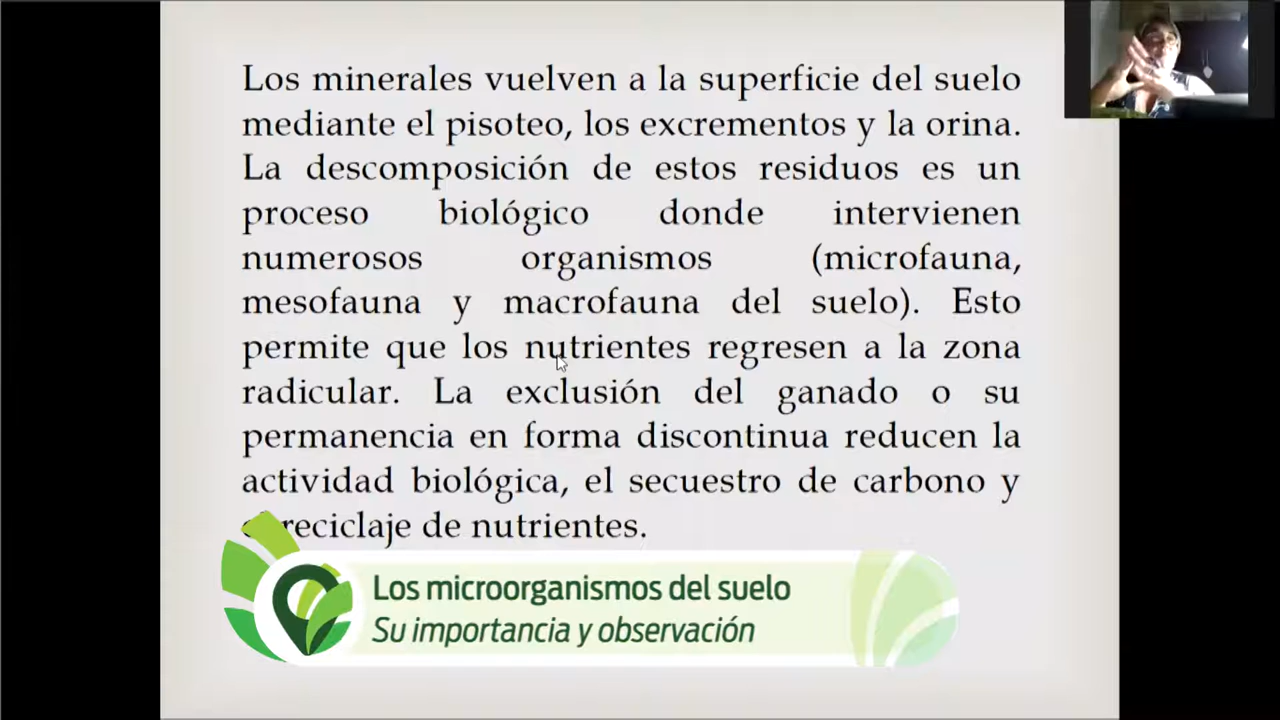 Los minerales vuelven a la superficie del suelo
mediante el pisoteo, los excrementos y la orina.
La descomposición de estos residuos es un
proceso biológico donde intervienen
numerosos organismos (microfauna,
mesofauna y macrofauna del suelo). Esto
permite que los nutrientes regresen a la zona
radicular. La exclusión del ganado o su
permanencia en forma discontinua reducen la
actividad biológica, el secuestro de carbono y
reciclaje de nutrientes.
Los microorganismos del suelo
Su importancia y observación